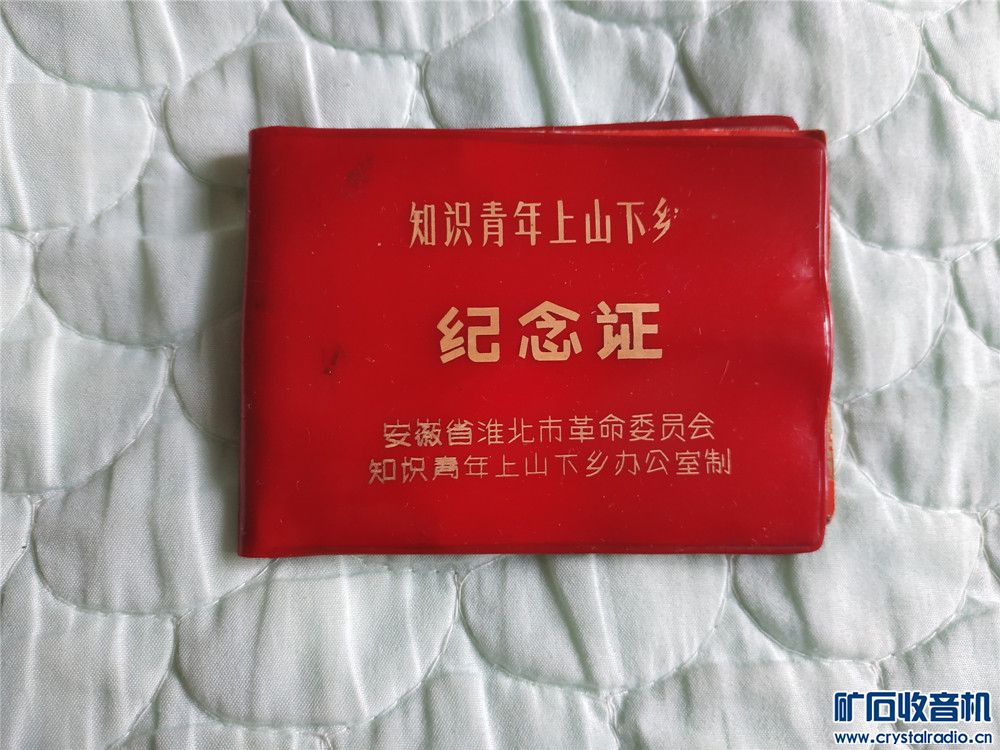 知识青年上山下乡
纪念证
安徽省淮北市革命委员会
知识青年上山下乡办公室制
矿石收音机
www.crystalradio.cn